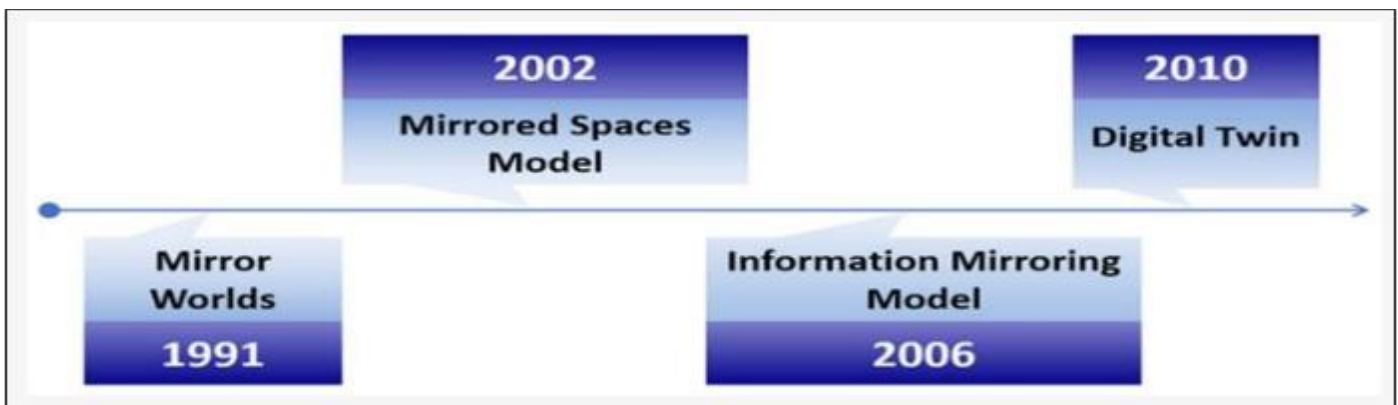 2002
Mirrored Spaces
Model
2010
Digital Twin
Mirror
Worlds
1991
Information Mirroring
Model
2006